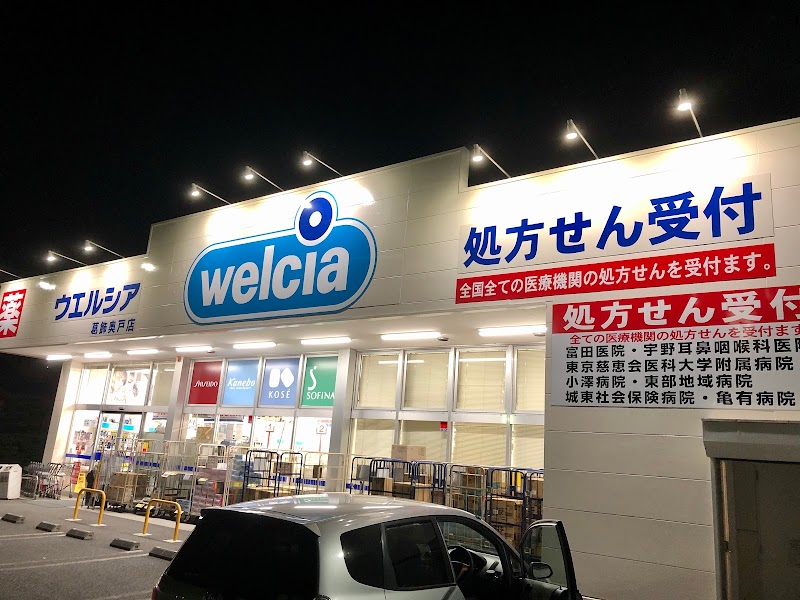 薬
ウエルシア
葛飾奥戸店
welcia
処方せん受付
全国全ての医療機関の処方せんを受付ます。
処方せん受付
全ての医療機関の処方せんを受付ます
富田医院・宇野耳鼻咽喉科医院
東京慈恵会医科大学附属病院
小澤病院・東部地域病院
城東社会保険病院・亀有病院
SHISEIDO
Kanebo
KOSÉ
SOFINA